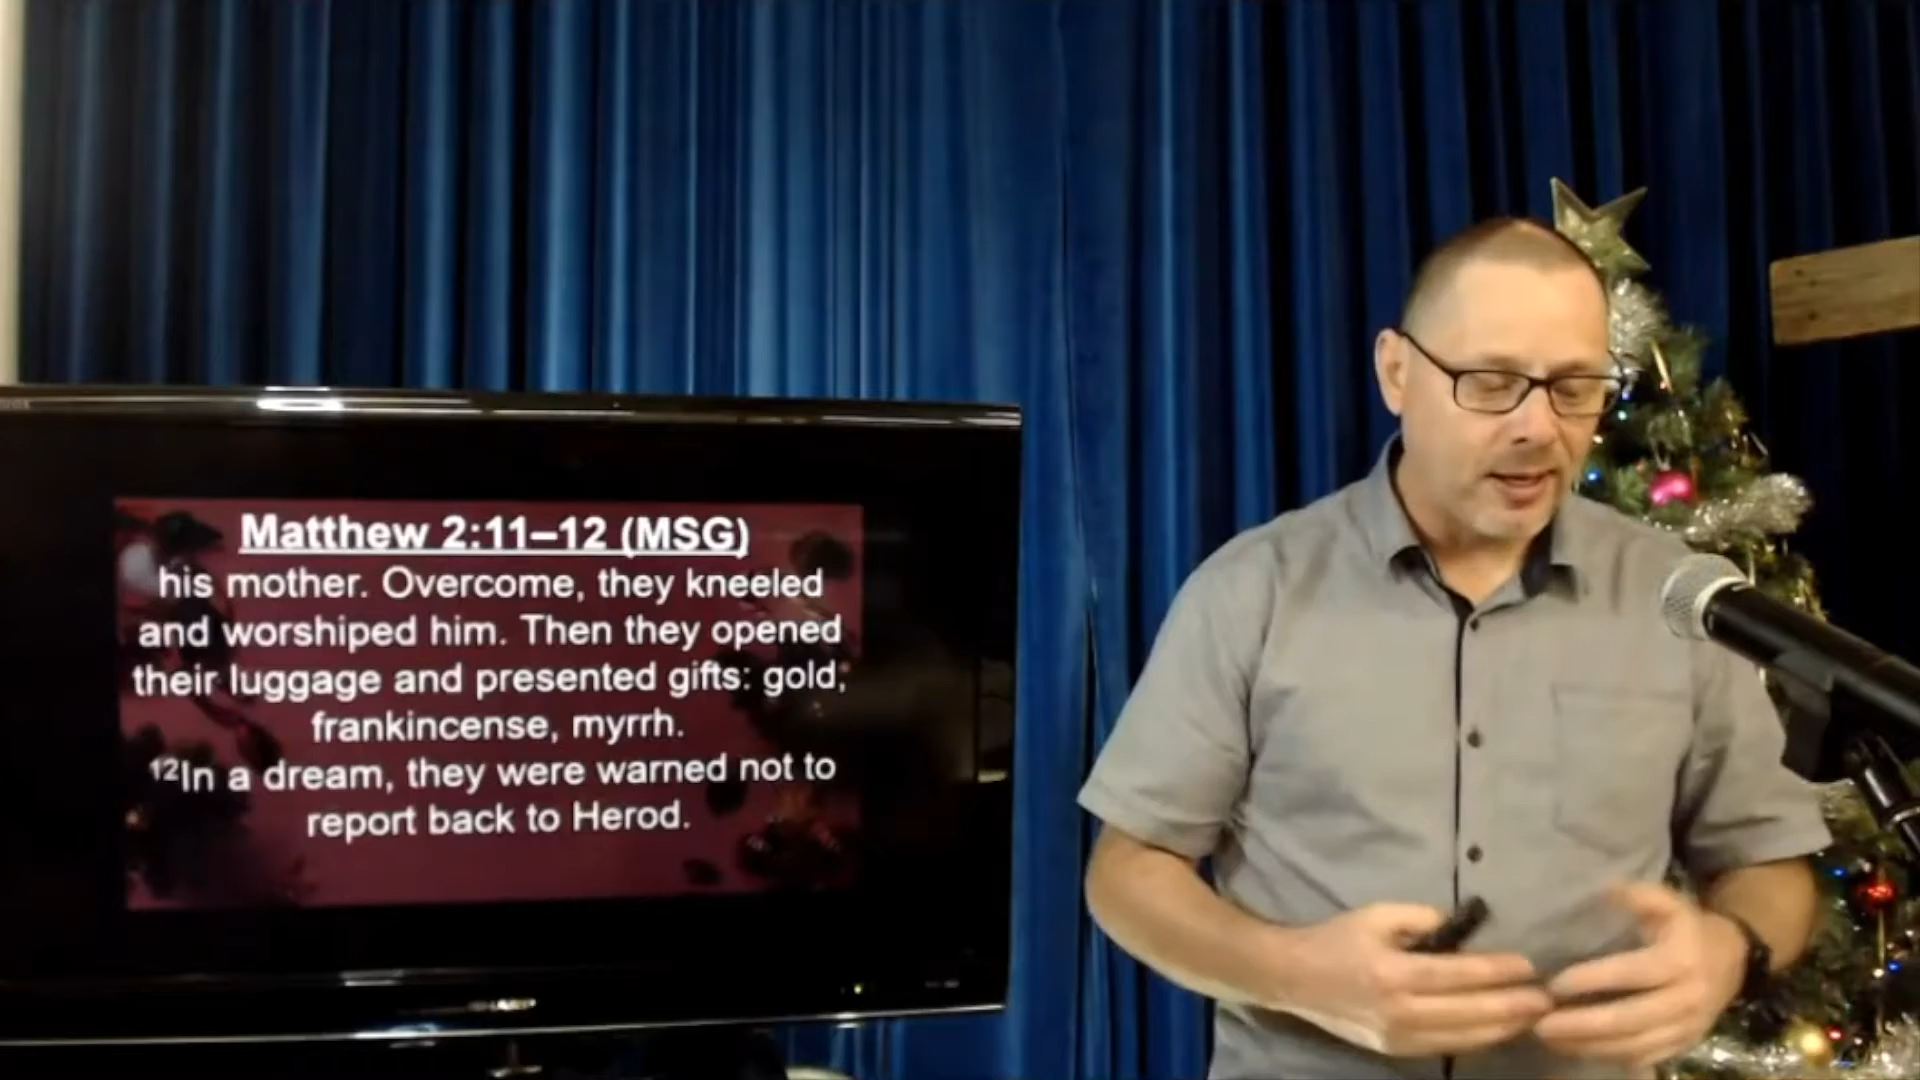 Matthew 2:11–12 (MSG)
his mother. Overcome, they kneeled
and worshiped him. Then they opened
their luggage and presented gifts: gold,
frankincense, myrrh.
12In a dream, they were warned not to
report back to Herod.
SHARP